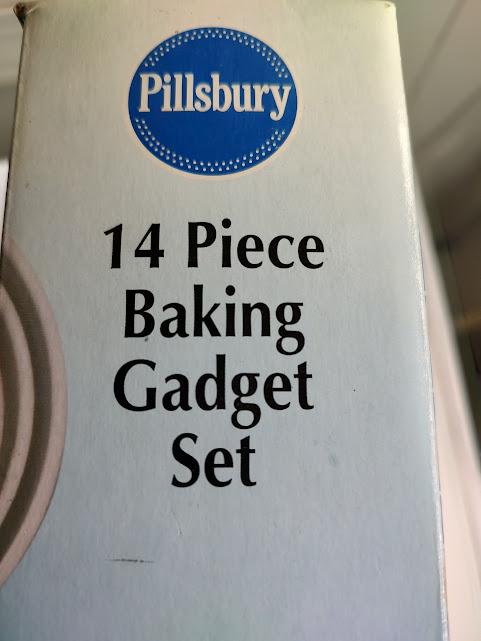 Pillsbury
14 Piece
Baking
Gadget
Set